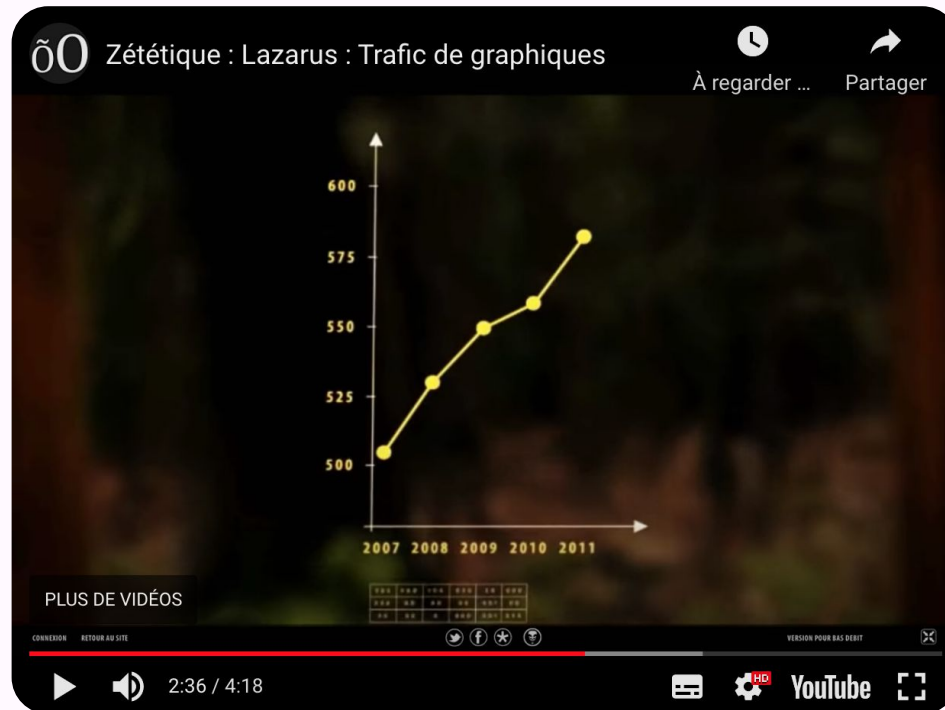 õO Zététique : Lazarus : Trafic de graphiques
À regarder ... Partager
600
575
550
525
500
2007 2008 2009 2010 2011
PLUS DE VIDÉOS
CONNEXION RETOUR AU SITE VERSION POUR BAS DEBIT
2:36 / 4:18 HD YouTube